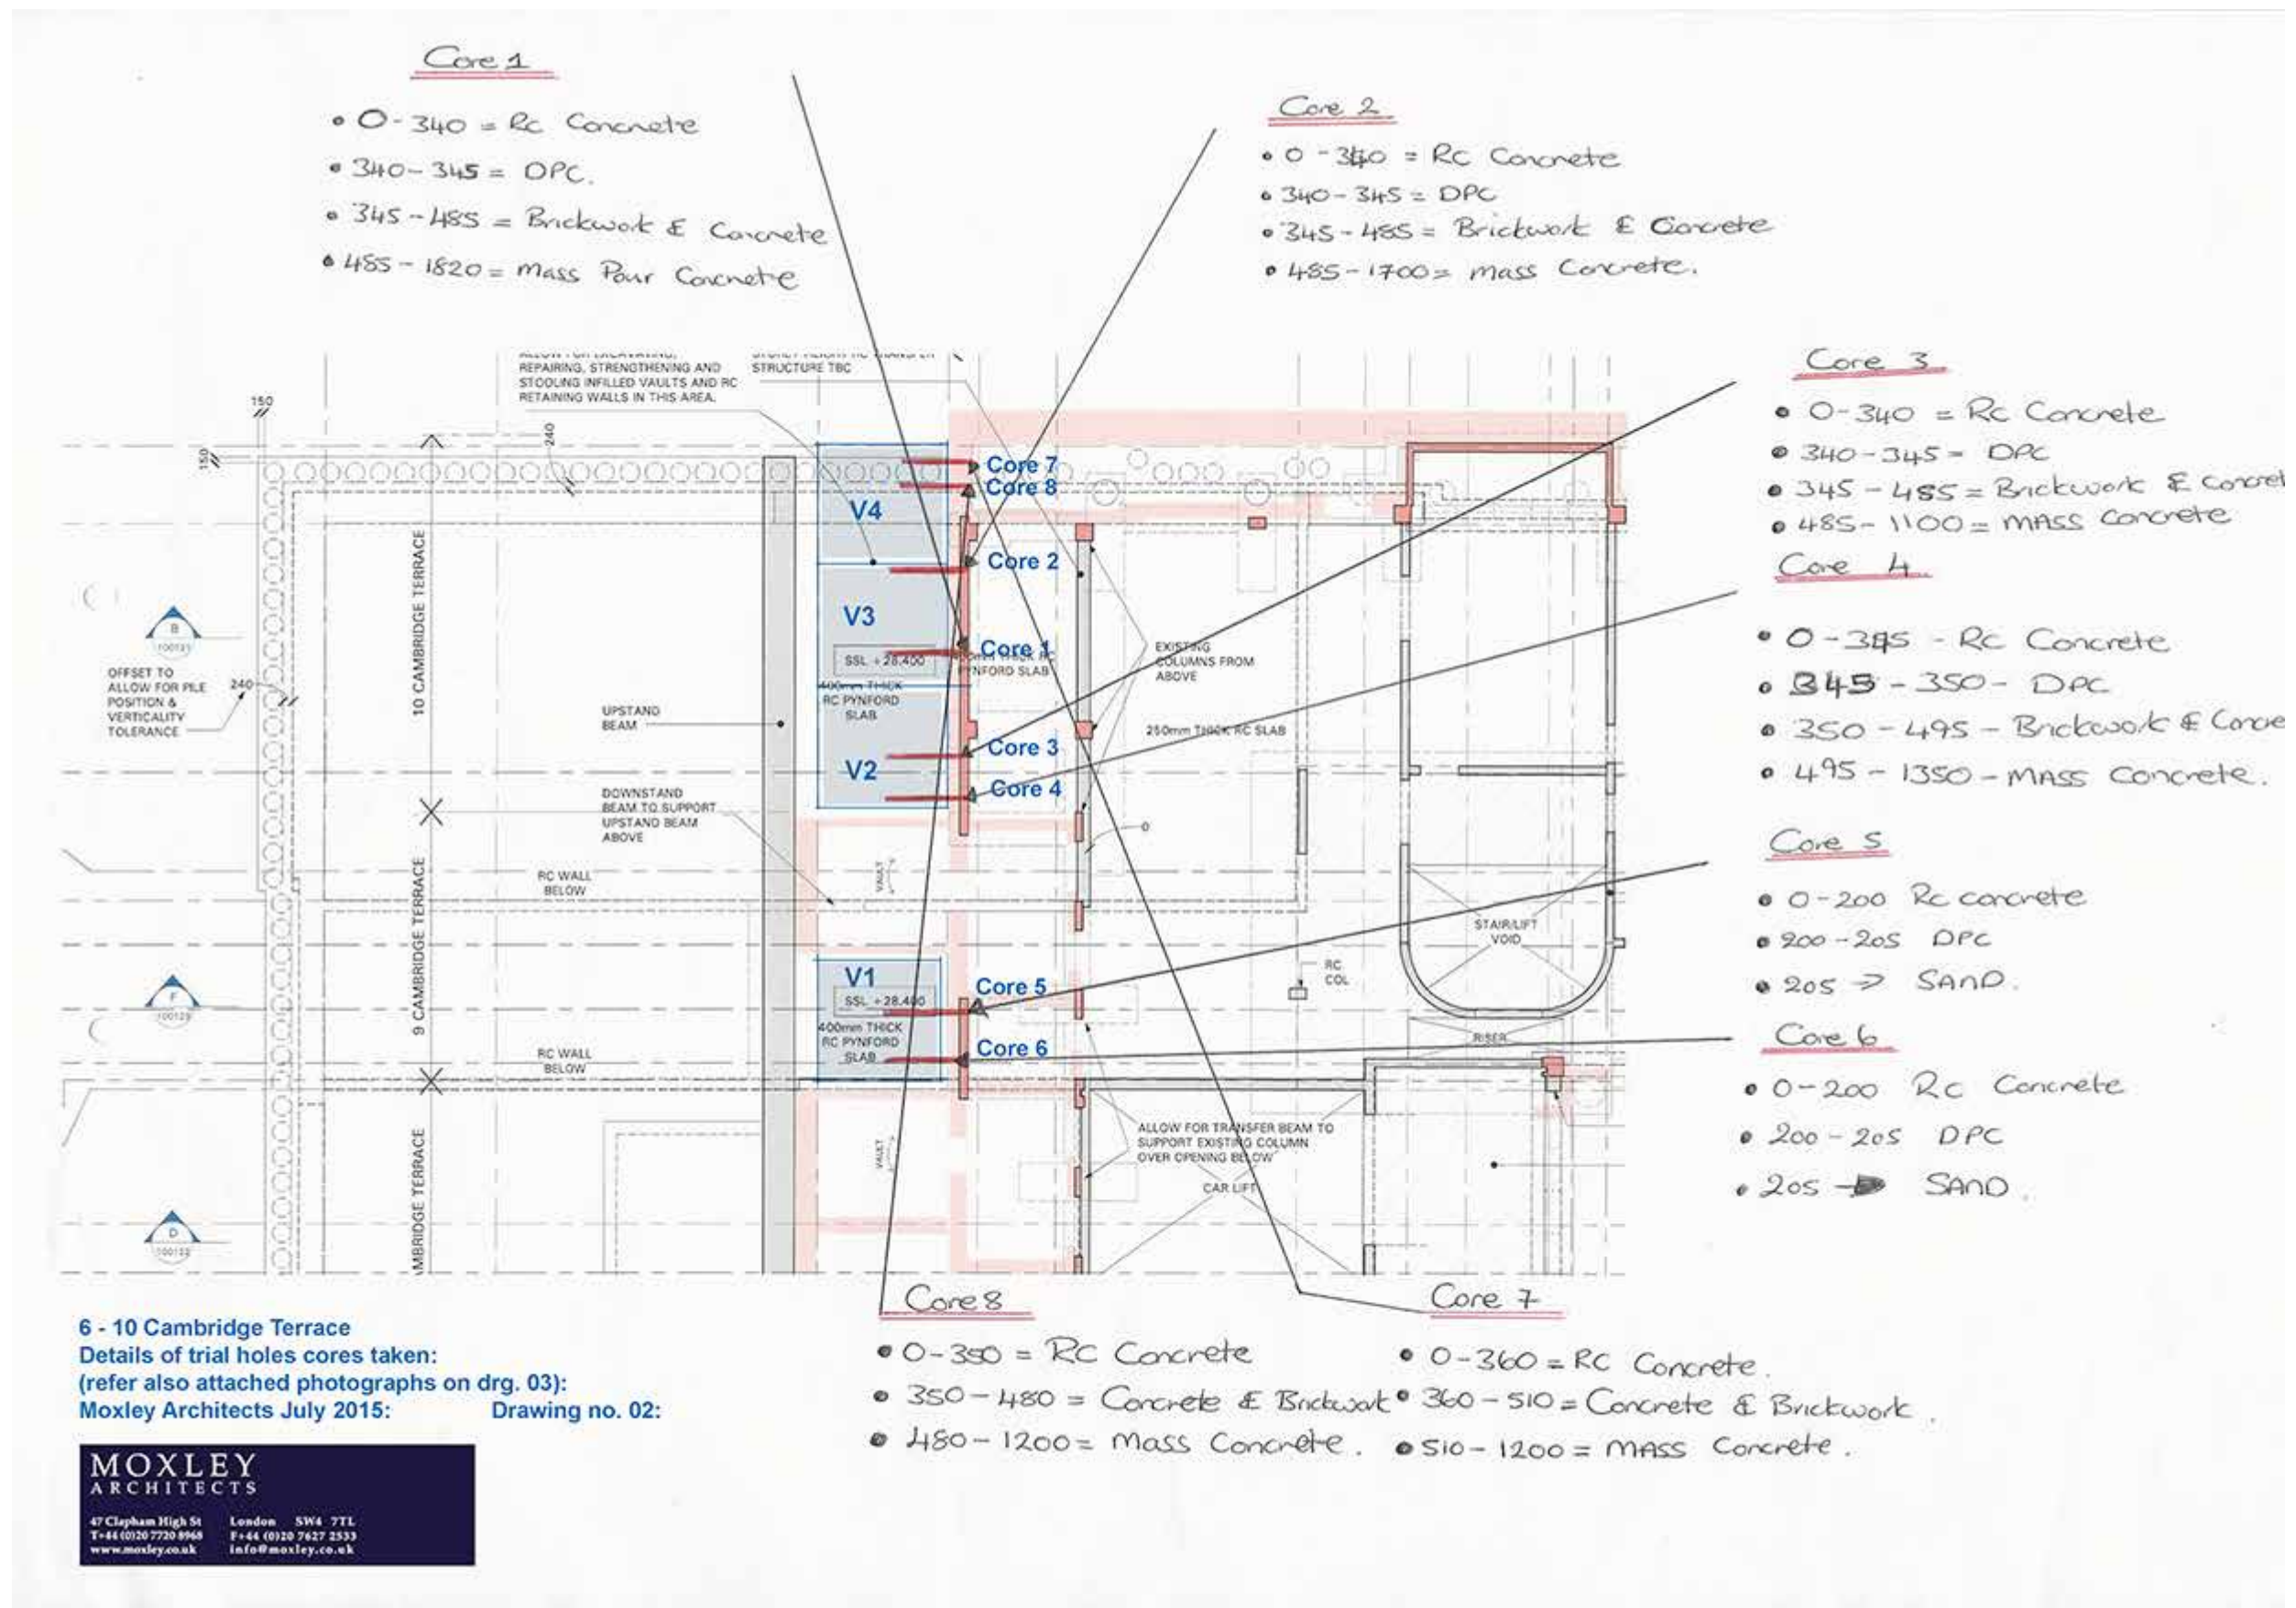 Core 1
• 0-340 = Rc Concrete
• 340-345 = DPC.
• 345-485 = Brickwork & Concrete
• 485-1820 = Mass Pour Concrete
Core 2
• 0-340 = RC Concrete
• 340-345 = DPC
• 345-485 = Brickwork & Concrete
• 485-1700 = Mass Concrete.
Core 3
• 0-340 = Rc Concrete
• 340-345 = DPC
• 345-485 = Brickwork & Concret
• 485-1100 = MASS Concrete
Core 4
• 0-345 - Rc Concrete
• 345-350 - DPC
• 350-495 - Brickwork & Concre
• 495-1350 - MASS Concrete.
Core 5
• 0-200 Rc concrete
• 200-205 DPC
• 205 → SAND.
Core 6
• 0-200 Rc Concrete
• 200-205 DPC
• 205 → SAND.
REPAIRING, STRENGTHENING AND
STOOLING INFILLED VAULTS AND RC
RETAINING WALLS IN THIS AREA.
STRUCTURE TBC
150
150
240
240
Core 7
Core 8
V4
Core 2
V3
Core 1
SSL +28.400
400mm THICK
RC PYNFORD
SLAB
PYNFORD SLAB
Core 3
V2
Core 4
10 CAMBRIDGE TERRACE
B
100121
OFFSET TO
ALLOW FOR PILE
POSITION &
VERTICALITY
TOLERANCE
UPSTAND
BEAM
EXISTING
COLUMNS FROM
ABOVE
250mm THICK RC SLAB
DOWNSTAND
BEAM TO SUPPORT
UPSTAND BEAM
ABOVE
RC WALL
BELOW
VAULT
9 CAMBRIDGE TERRACE
STAIR/LIFT
VOID
RC
COL
F
V1
SSL +28.400
400mm THICK
RC PYNFORD
SLAB
Core 5
Core 6
RISER
RC WALL
BELOW
VAULT
AMBRIDGE TERRACE
ALLOW FOR TRANSFER BEAM TO
SUPPORT EXISTING COLUMN
OVER OPENING BELOW
CAR LIFT
D
Core 8
• 0-350 = RC Concrete
• 350-480 = Concrete & Brickwork
• 480-1200 = Mass Concrete.
Core 7
• 0-360 = RC Concrete.
• 360-510 = Concrete & Brickwork.
• 510-1200 = MASS Concrete.
6 - 10 Cambridge Terrace
Details of trial holes cores taken:
(refer also attached photographs on drg. 03):
Moxley Architects July 2015: Drawing no. 02:
MOXLEY
ARCHITECTS
47 Clapham High St London SW4 7TL
T+44 (0)20 7720 8968 F+44 (0)20 7627 2533
www.moxley.co.uk info@moxley.co.uk